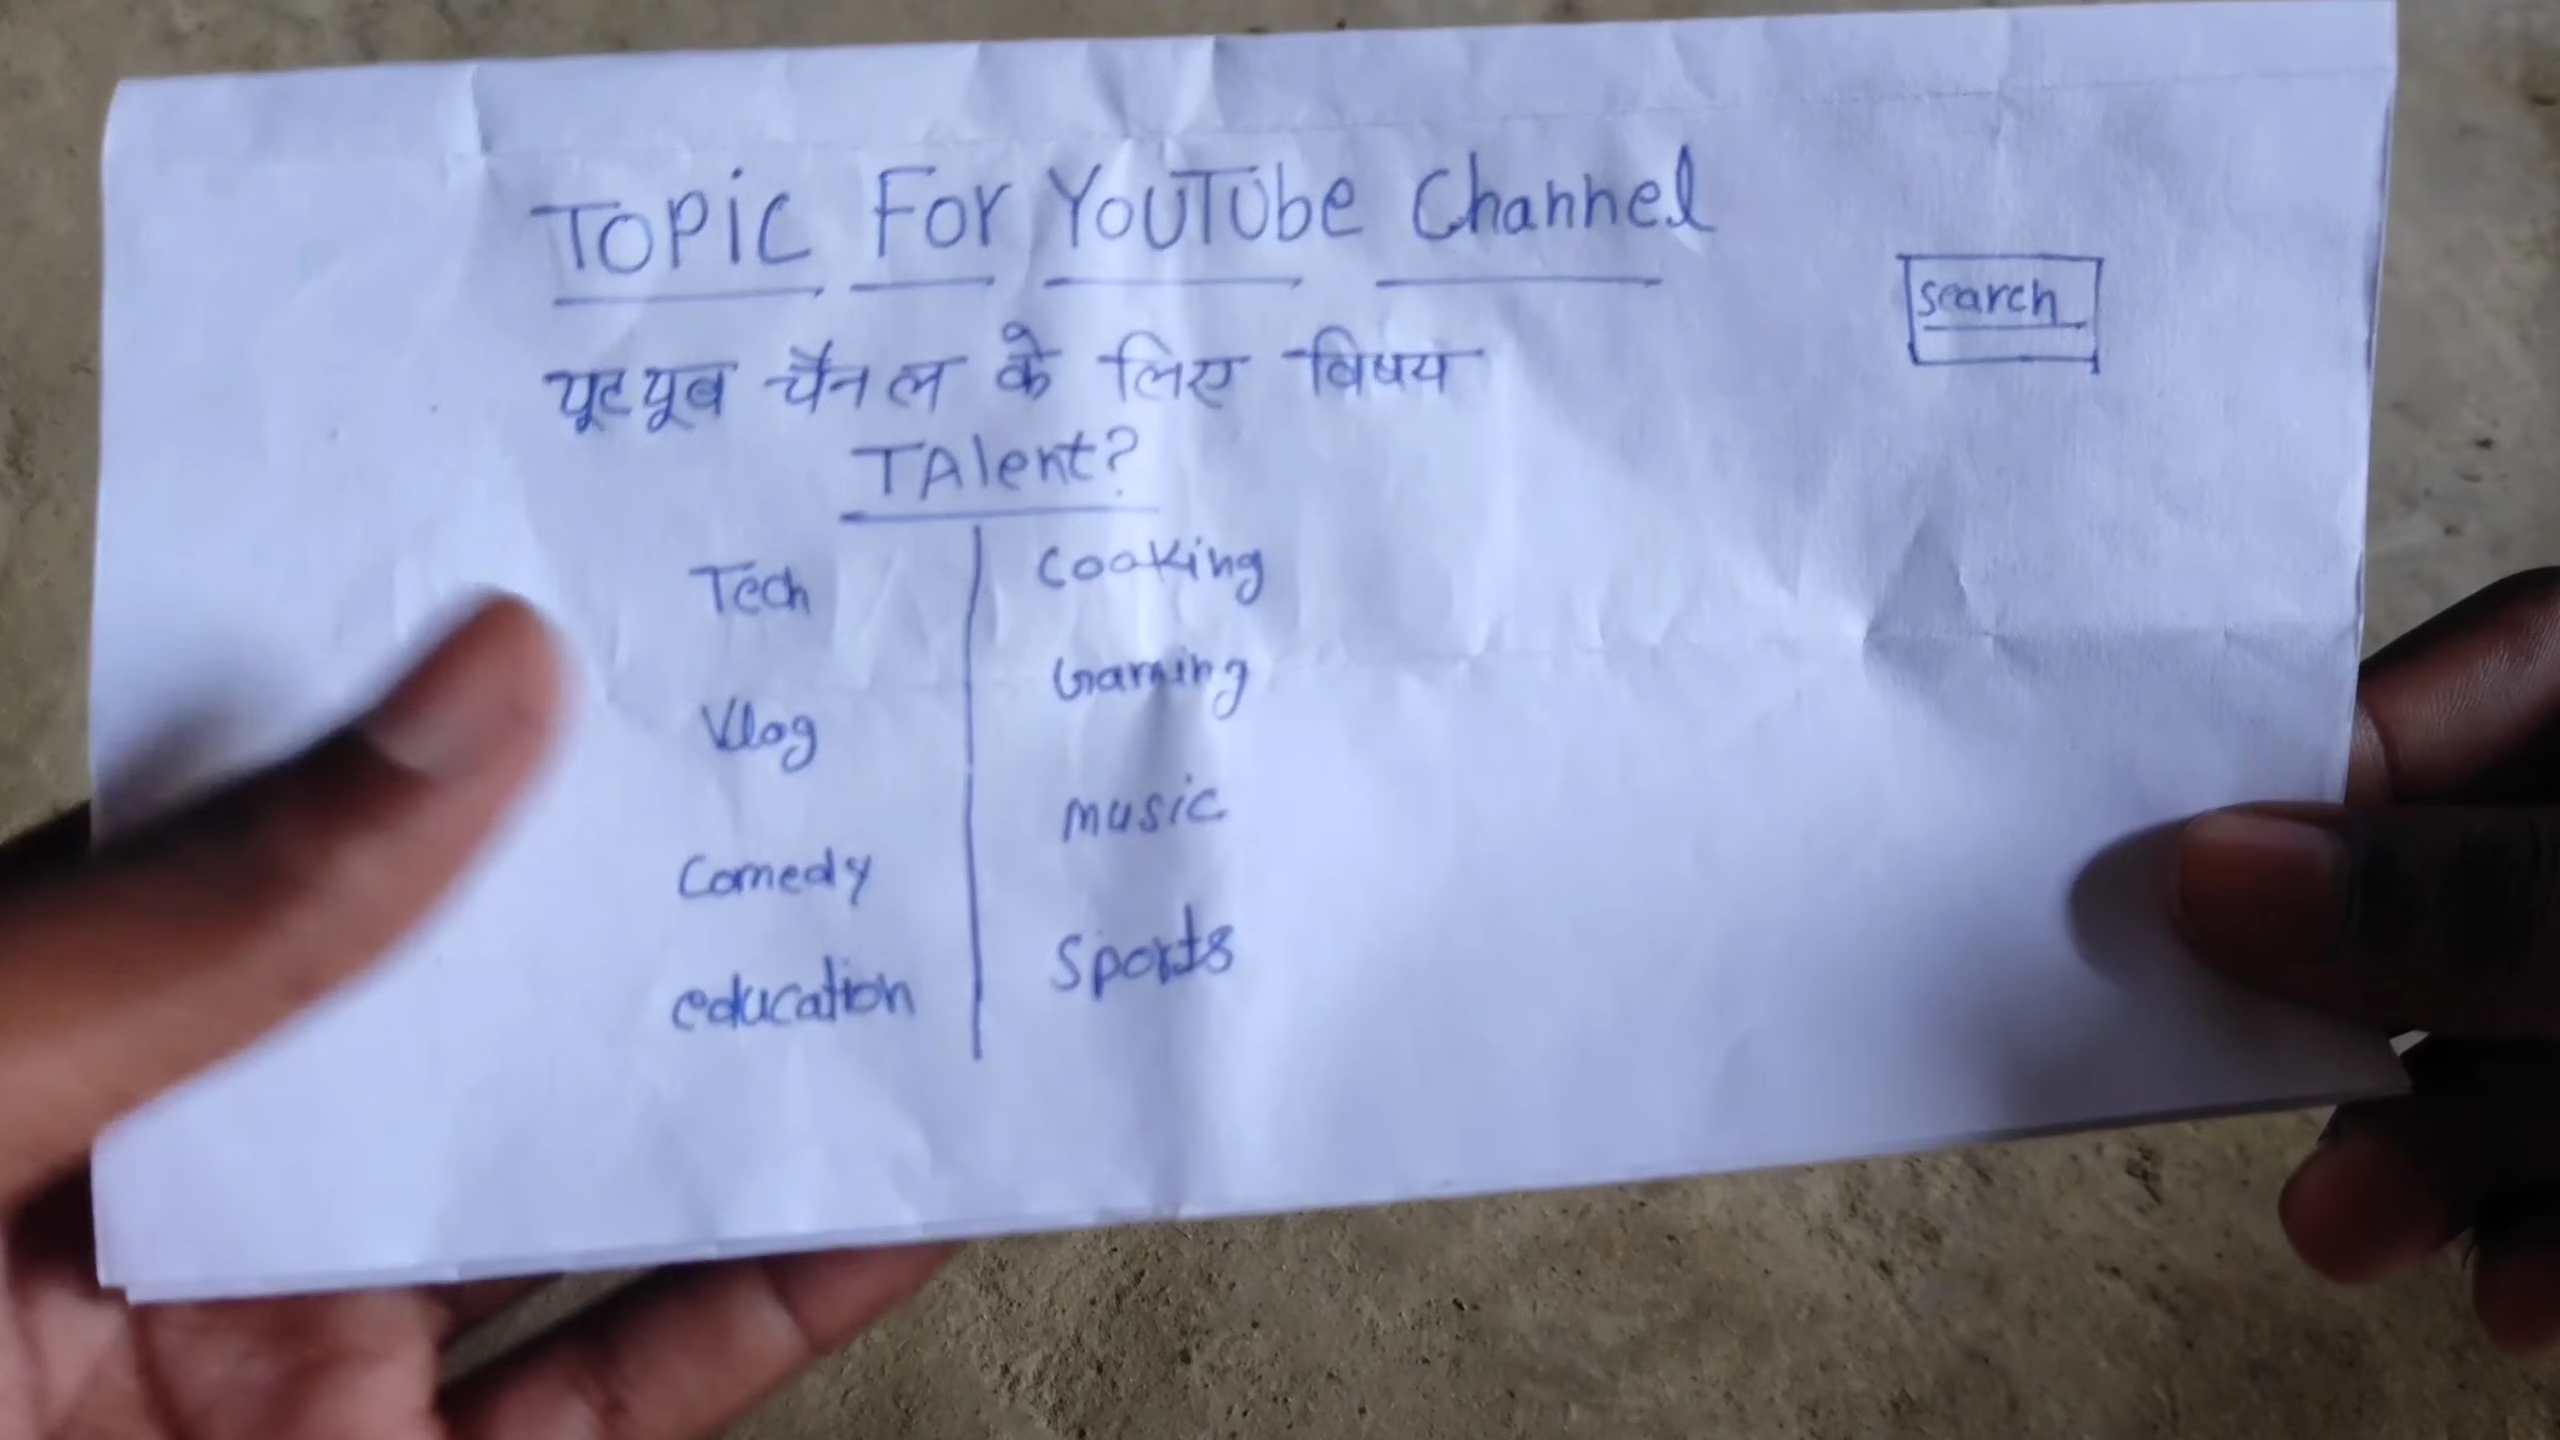 TOPiC For YouTube Channel
search
यूट यूब चैनल के लिए विषय
TAlent?
Tech
Vlog
Comedy
education
Cooking
Gaming
music
Sports